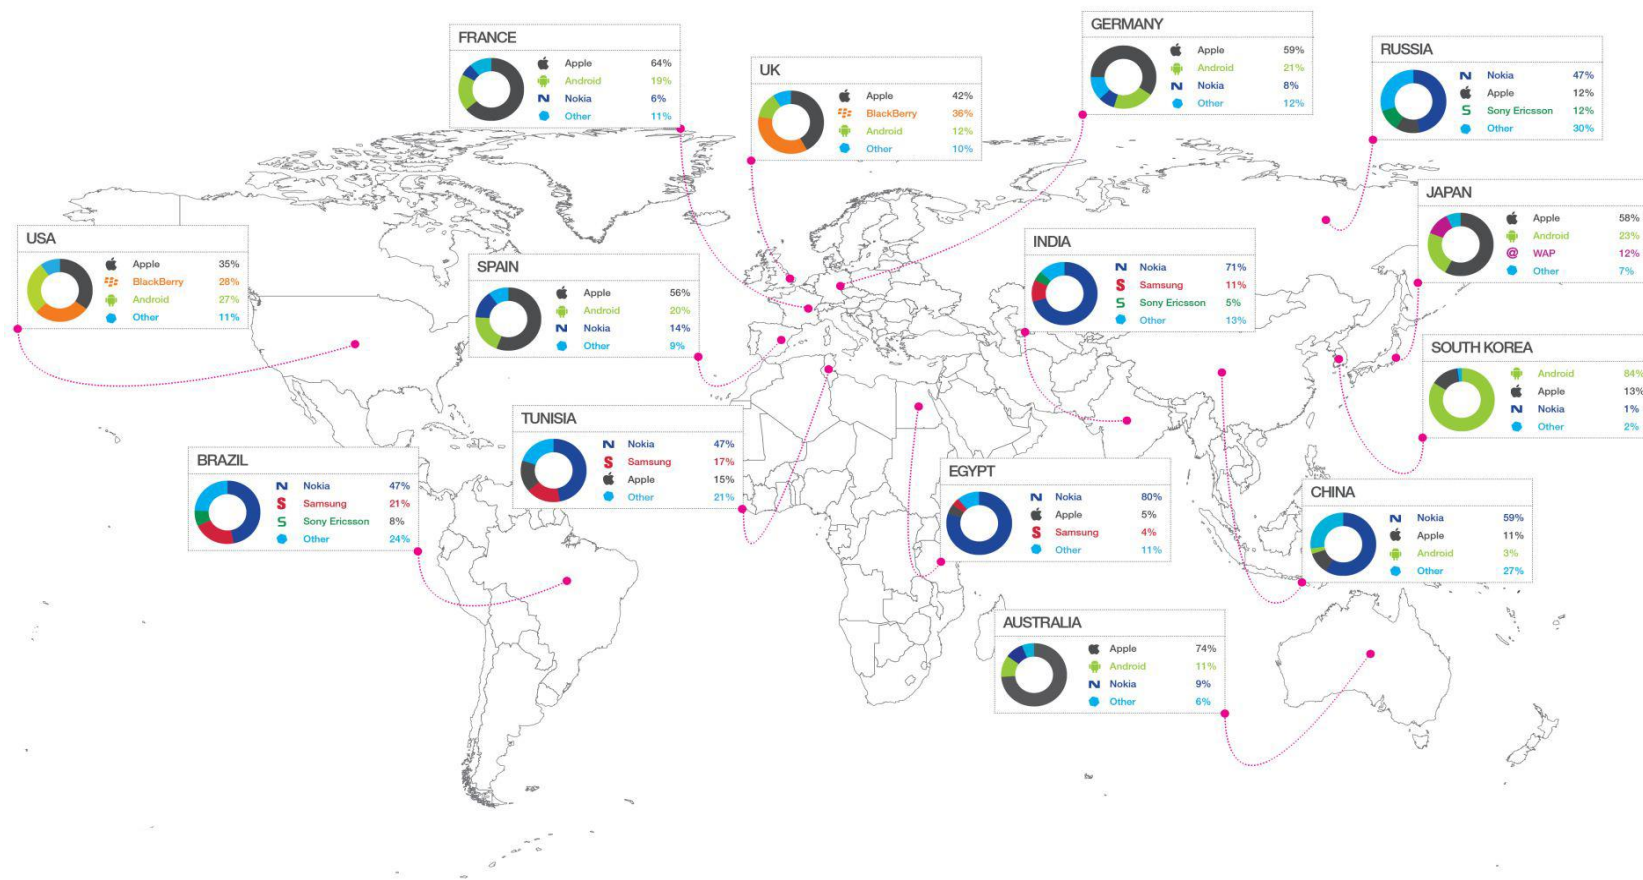 FRANCE
Apple 64%
Android 19%
Nokia 6%
Other 11%
UK
Apple 42%
BlackBerry 36%
Android 12%
Other 10%
GERMANY
Apple 59%
Android 21%
Nokia 8%
Other 12%
RUSSIA
Nokia 47%
Apple 12%
Sony Ericsson 12%
Other 30%
USA
Apple 35%
BlackBerry 28%
Android 27%
Other 11%
SPAIN
Apple 56%
Android 20%
Nokia 14%
Other 9%
INDIA
Nokia 71%
Samsung 11%
Sony Ericsson 5%
Other 13%
JAPAN
Apple 58%
Android 23%
@ WAP 12%
Other 7%
SOUTH KOREA
Android 84%
Apple 13%
Nokia 1%
Other 2%
BRAZIL
Nokia 47%
Samsung 21%
Sony Ericsson 8%
Other 24%
TUNISIA
Nokia 47%
Samsung 17%
Apple 15%
Other 21%
EGYPT
Nokia 80%
Apple 5%
Samsung 4%
Other 11%
CHINA
Nokia 59%
Apple 11%
Android 3%
Other 27%
AUSTRALIA
Apple 74%
Android 11%
Nokia 9%
Other 6%